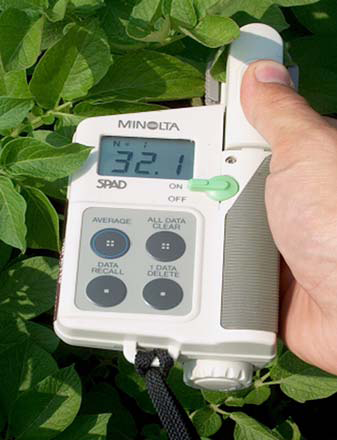 MINOLTA
N = 1
32.1
SPAD
ON
OFF
AVERAGE
ALL DATA
CLEAR
DATA
RECALL
1 DATA
DELETE